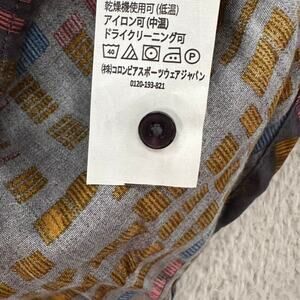 乾燥機使用可(低温)
アイロン可(中温)
ドライクリーニング可
40
(株)コロンビアスポーツウェアジャパン
0120-193-821